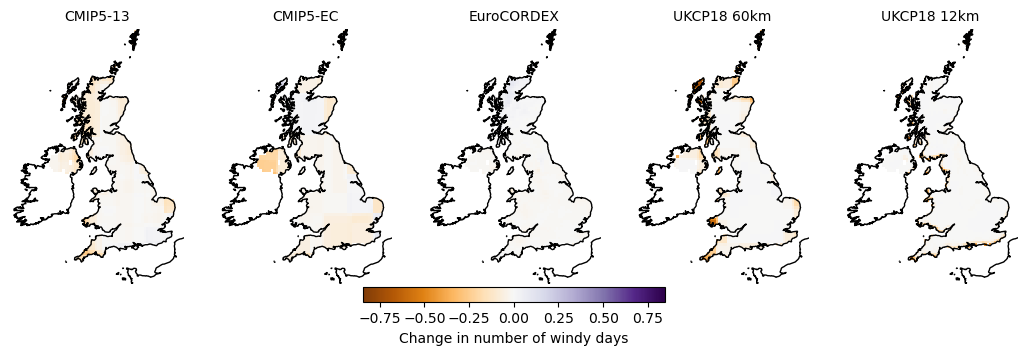 CMIP5-13 CMIP5-EC EuroCORDEX UKCP18 60km UKCP18 12km
−0.75 −0.50 −0.25 0.00 0.25 0.50 0.75
Change in number of windy days